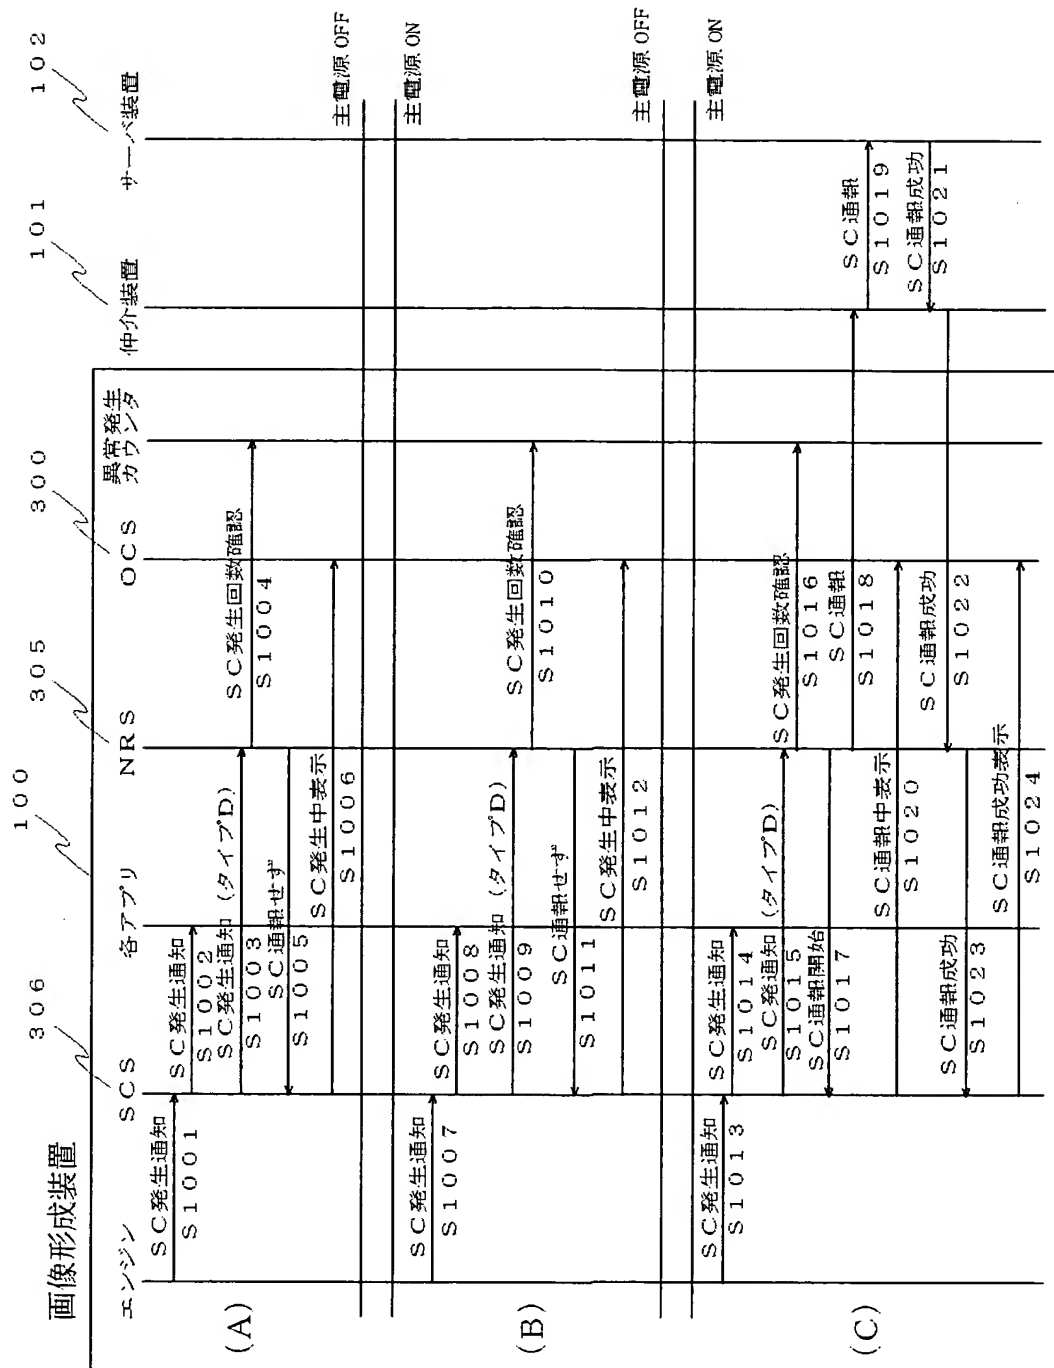 画像形成装置
１００
３０６
３０５
３００
１０１
１０２
エンジン
ＳＣＳ
各アプリ
ＮＲＳ
ＯＣＳ
異常発生
カウンタ
仲介装置
サーバ装置
（A）
ＳＣ発生通知
Ｓ１００１
ＳＣ発生通知
Ｓ１００２
ＳＣ発生通知（タイプD）
Ｓ１００３
ＳＣ発生回数確認
Ｓ１００４
ＳＣ通報せず
Ｓ１００５
ＳＣ発生中表示
Ｓ１００６
主電源 OFF
主電源 ON
（B）
ＳＣ発生通知
Ｓ１００７
ＳＣ発生通知
Ｓ１００８
ＳＣ発生通知（タイプD）
Ｓ１００９
ＳＣ発生回数確認
Ｓ１０１０
ＳＣ通報せず
Ｓ１０１１
ＳＣ発生中表示
Ｓ１０１２
主電源 OFF
主電源 ON
（C）
ＳＣ発生通知
Ｓ１０１３
ＳＣ発生通知
Ｓ１０１４
ＳＣ発通知（タイプD）
Ｓ１０１５
ＳＣ発生回数確認
Ｓ１０１６
ＳＣ通報開始
Ｓ１０１７
ＳＣ通報
Ｓ１０１８
ＳＣ通報
Ｓ１０１９
ＳＣ通報中表示
Ｓ１０２０
ＳＣ通報成功
Ｓ１０２１
ＳＣ通報成功
Ｓ１０２２
ＳＣ通報成功
Ｓ１０２３
ＳＣ通報成功表示
Ｓ１０２４